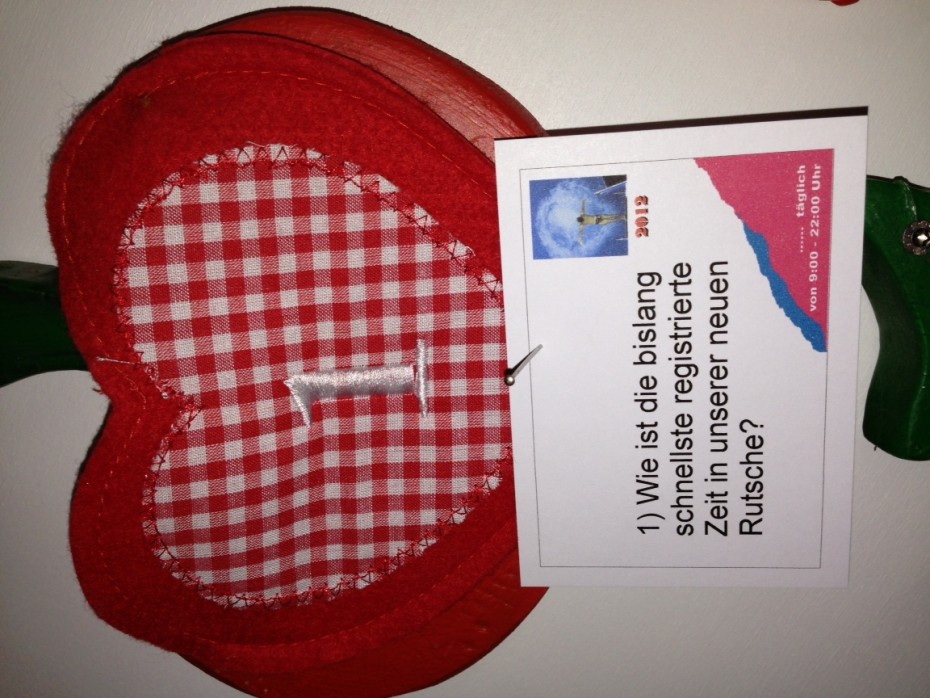 1
2012
1) Wie ist die bislang
schnellste registrierte
Zeit in unserer neuen
Rutsche?
...... täglich
von 9:00 - 22:00 Uhr